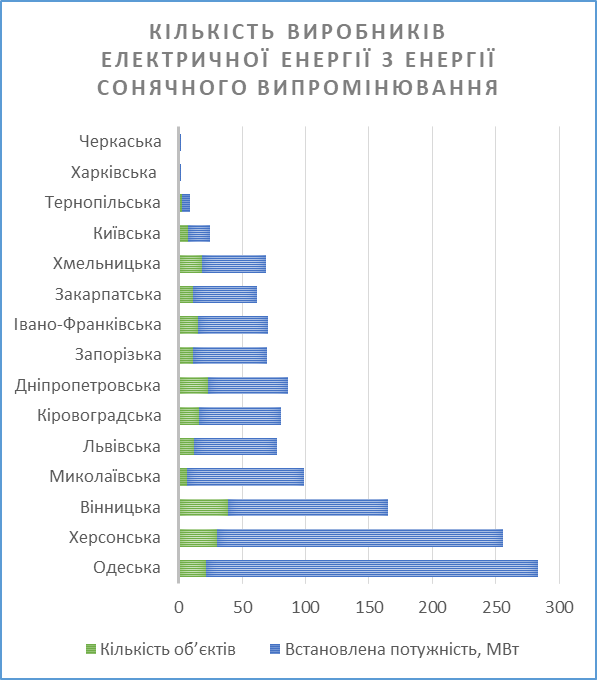 КІЛЬКІСТЬ ВИРОБНИКІВ
ЕЛЕКТРИЧНОЇ ЕНЕРГІЇ З ЕНЕРГІЇ
СОНЯЧНОГО ВИПРОМІНЮВАННЯ
Черкаська
Харківська
Тернопільська
Київська
Хмельницька
Закарпатська
Івано-Франківська
Запорізька
Дніпропетровська
Кіровоградська
Львівська
Миколаївська
Вінницька
Херсонська
Одеська
0 50 100 150 200 250 300
Кількість об’єктів Встановлена потужність, МВт